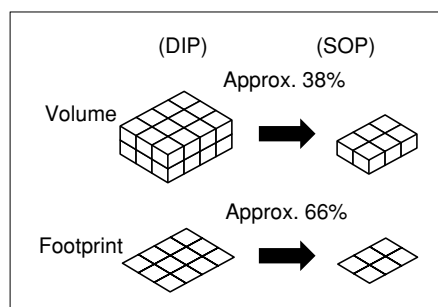 (DIP) (SOP)
Approx. 38%
Volume
Approx. 66%
Footprint